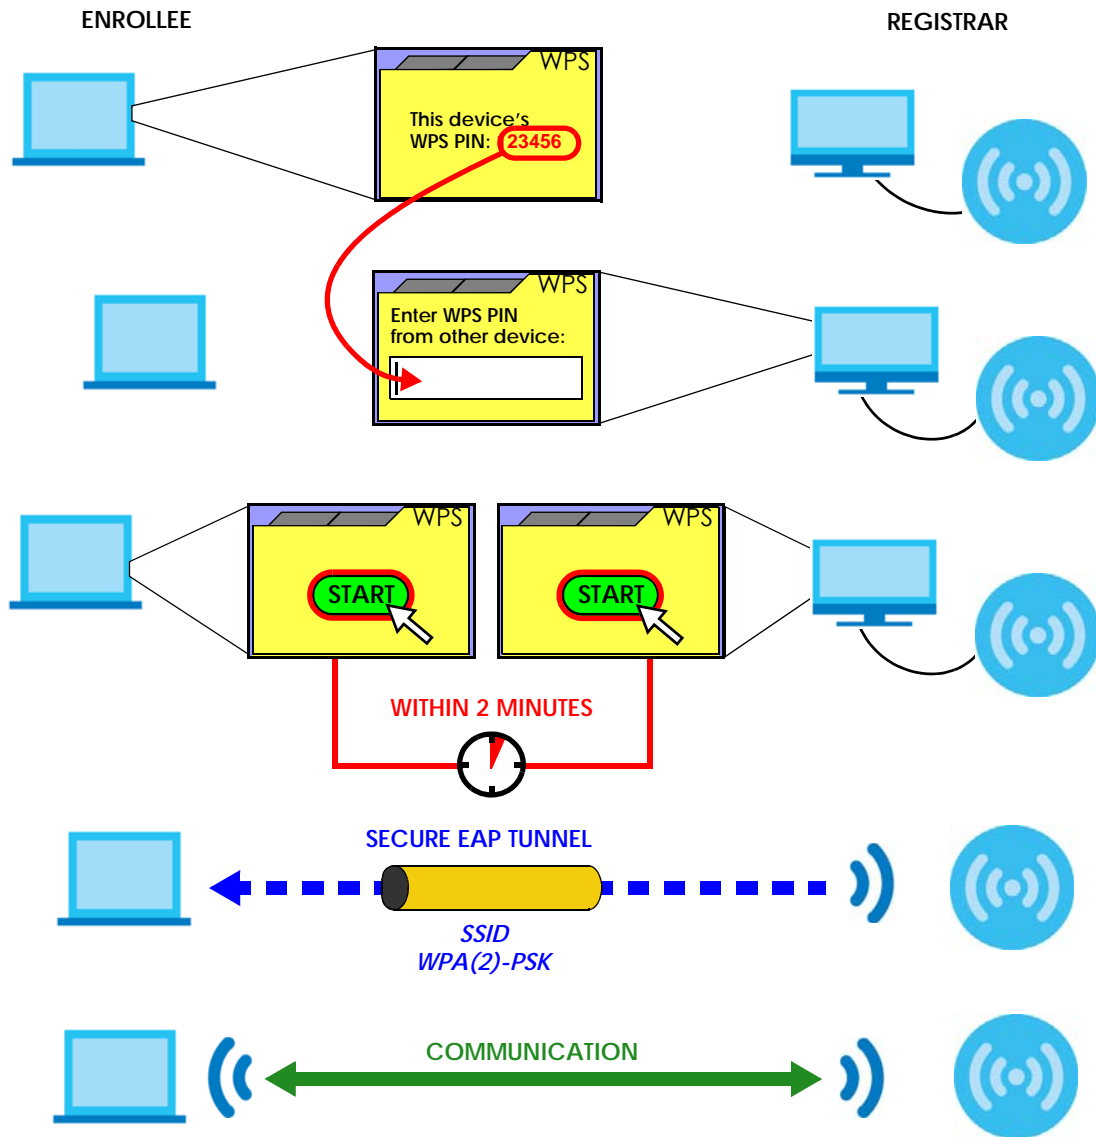 ENROLLEE
REGISTRAR
WPS
This device's
WPS PIN: 23456
WPS
Enter WPS PIN
from other device:
WPS
START
WPS
START
WITHIN 2 MINUTES
SECURE EAP TUNNEL
SSID
WPA(2)-PSK
COMMUNICATION